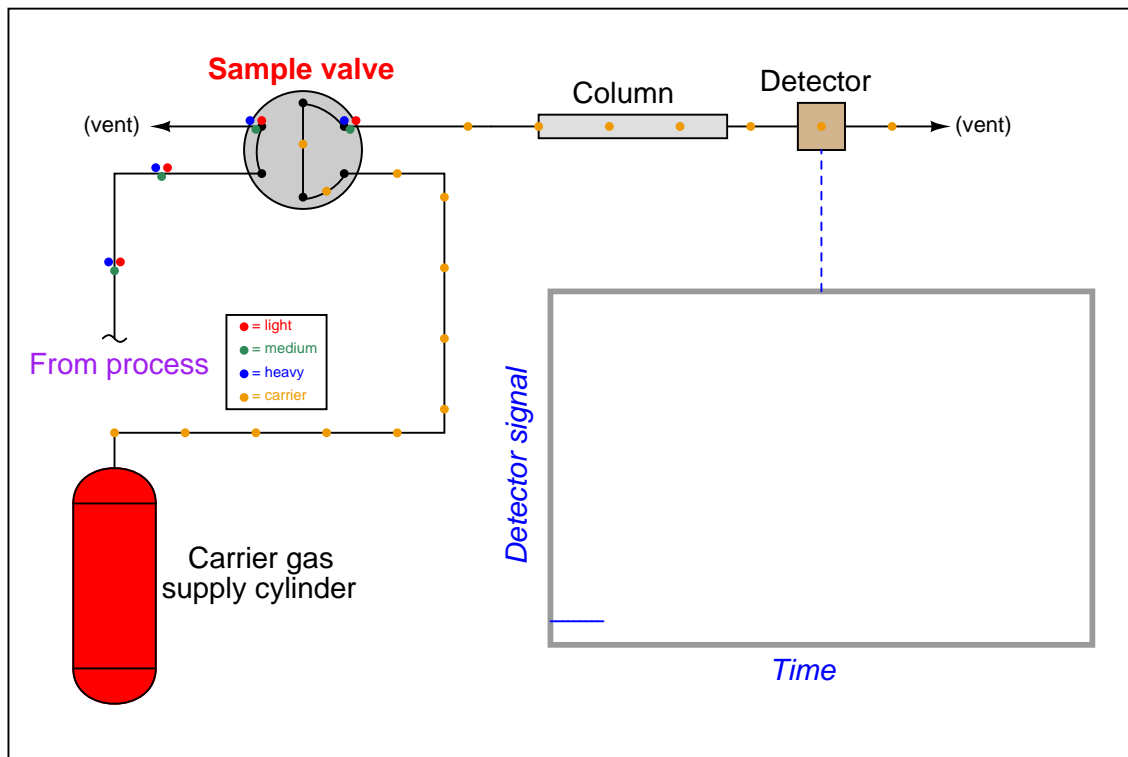 Sample valve
Column
Detector
(vent)
(vent)
From process
= light
= medium
= heavy
= carrier
Detector signal
Carrier gas
supply cylinder
Time